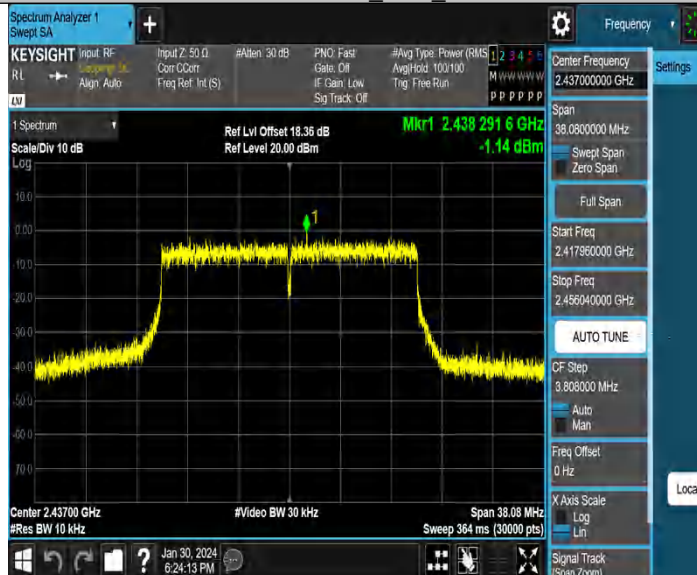 Spectrum Analyzer 1
Swept SA
Frequency
KEYSIGHT
Input: RF
Align: Auto
Input Z: 50 Ω
Corr CCorr
Freq Ref: Int (S)
#Atten: 30 dB
PNO: Fast
Gate: Off
IF Gain: Low
Sig Track: Off
#Avg Type: Power (RMS
Avg|Hold: 100/100
Trig: Free Run
1 2 3 4 5 6
M W W W W W
P P P P P P
R L
LXI
1 Spectrum
Scale/Div 10 dB
Ref Lvl Offset 18.36 dB
Ref Level 20.00 dBm
Mkr1 2.438 291 6 GHz
-1.14 dBm
Log
10.0
0.00
-10.0
-20.0
-30.0
-40.0
-50.0
-60.0
-70.0
1
Center 2.43700 GHz
#Res BW 10 kHz
#Video BW 30 kHz
Span 38.08 MHz
Sweep 364 ms (30000 pts)
Jan 30, 2024
6:24:13 PM
Center Frequency
2.437000000 GHz
Settings
Span
38.0800000 MHz
Swept Span
Zero Span
Full Span
Start Freq
2.417960000 GHz
Stop Freq
2.456040000 GHz
AUTO TUNE
CF Step
3.808000 MHz
Auto
Man
Freq Offset
0 Hz
X Axis Scale
Log
Lin
Loca
Signal Track
(Span Zoom)